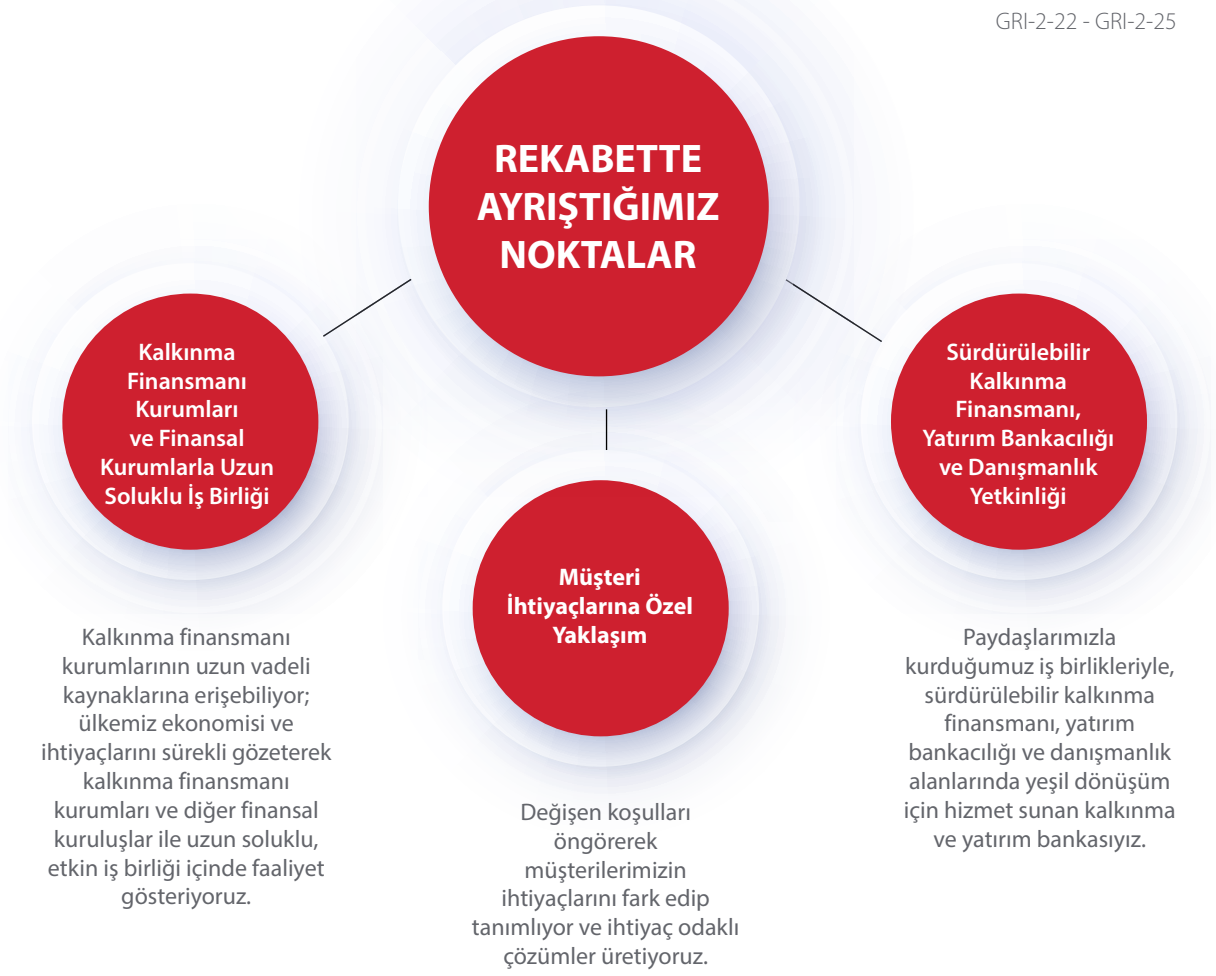 GRI-2-22 - GRI-2-25
REKABETTE
AYRIŞTIĞIMIZ
NOKTALAR
Kalkınma
Finansmanı
Kurumları
ve Finansal
Kurumlarla Uzun
Soluklu İş Birliği
Kalkınma finansmanı
kurumlarının uzun vadeli
kaynaklarına erişebiliyor;
ülkemiz ekonomisi ve
ihtiyaçlarını sürekli gözeterek
kalkınma finansmanı
kurumları ve diğer finansal
kuruluşlar ile uzun soluklu,
etkin iş birliği içinde faaliyet
gösteriyoruz.
Müşteri
İhtiyaçlarına Özel
Yaklaşım
Değişen koşulları
öngörerek
müşterilerimizin
ihtiyaçlarını fark edip
tanımlıyor ve ihtiyaç odaklı
çözümler üretiyoruz.
Sürdürülebilir
Kalkınma
Finansmanı,
Yatırım Bankacılığı
ve Danışmanlık
Yetkinliği
Paydaşlarımızla
kurduğumuz iş birlikleriyle,
sürdürülebilir kalkınma
finansmanı, yatırım
bankacılığı ve danışmanlık
alanlarında yeşil dönüşüm
için hizmet sunan kalkınma
ve yatırım bankasıyız.